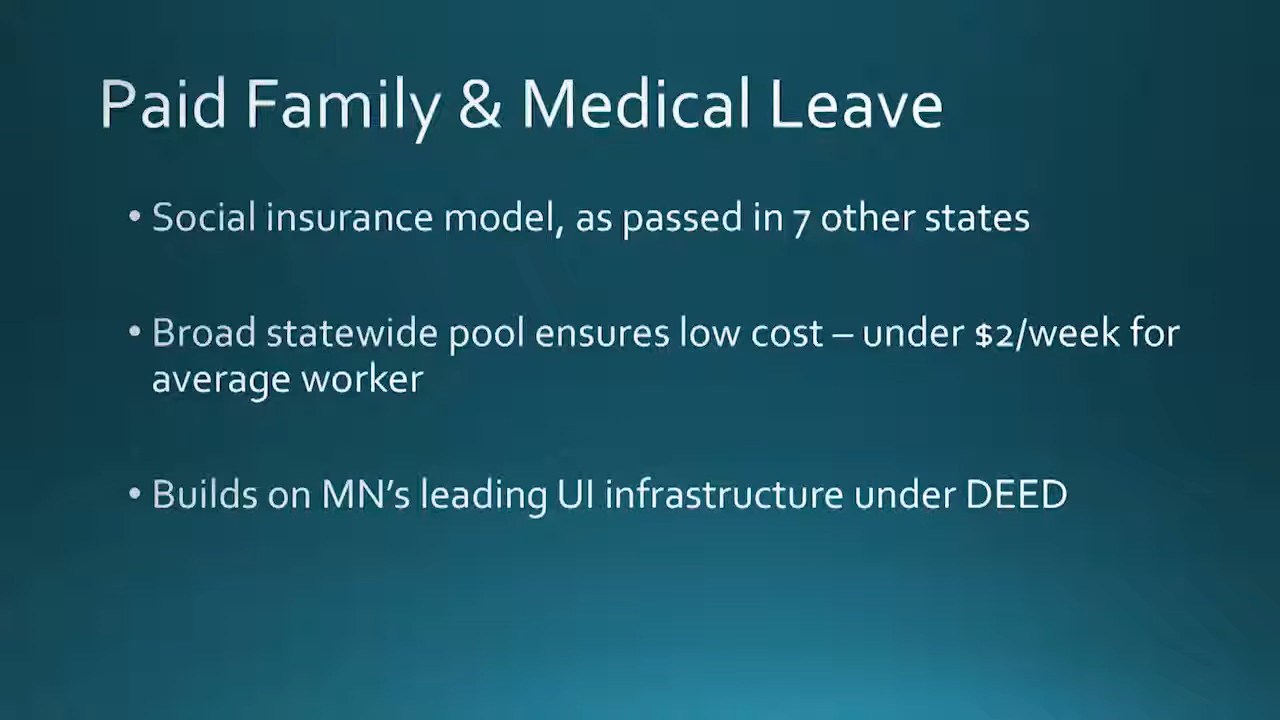 Paid Family & Medical Leave
• Social insurance model, as passed in 7 other states
• Broad statewide pool ensures low cost – under $2/week for
average worker
• Builds on MN’s leading UI infrastructure under DEED